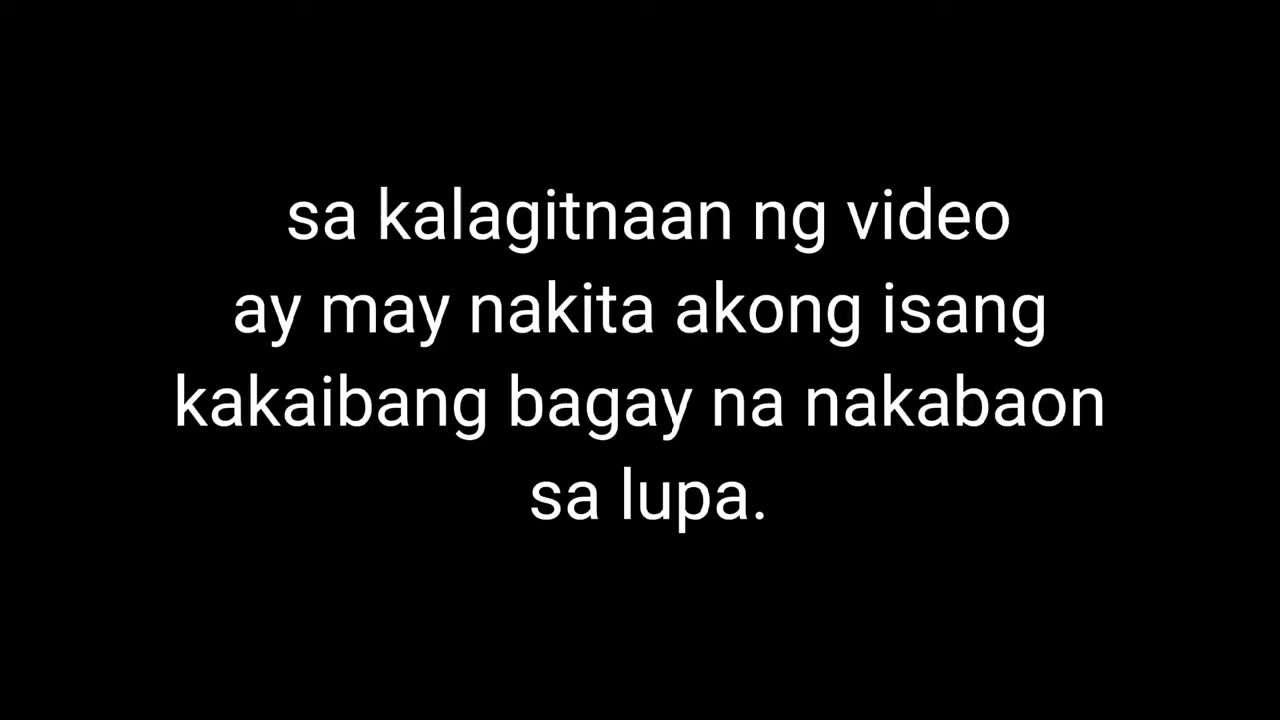 sa kalagitnaan ng video
ay may nakita akong isang
kakaibang bagay na nakabaon
sa lupa.